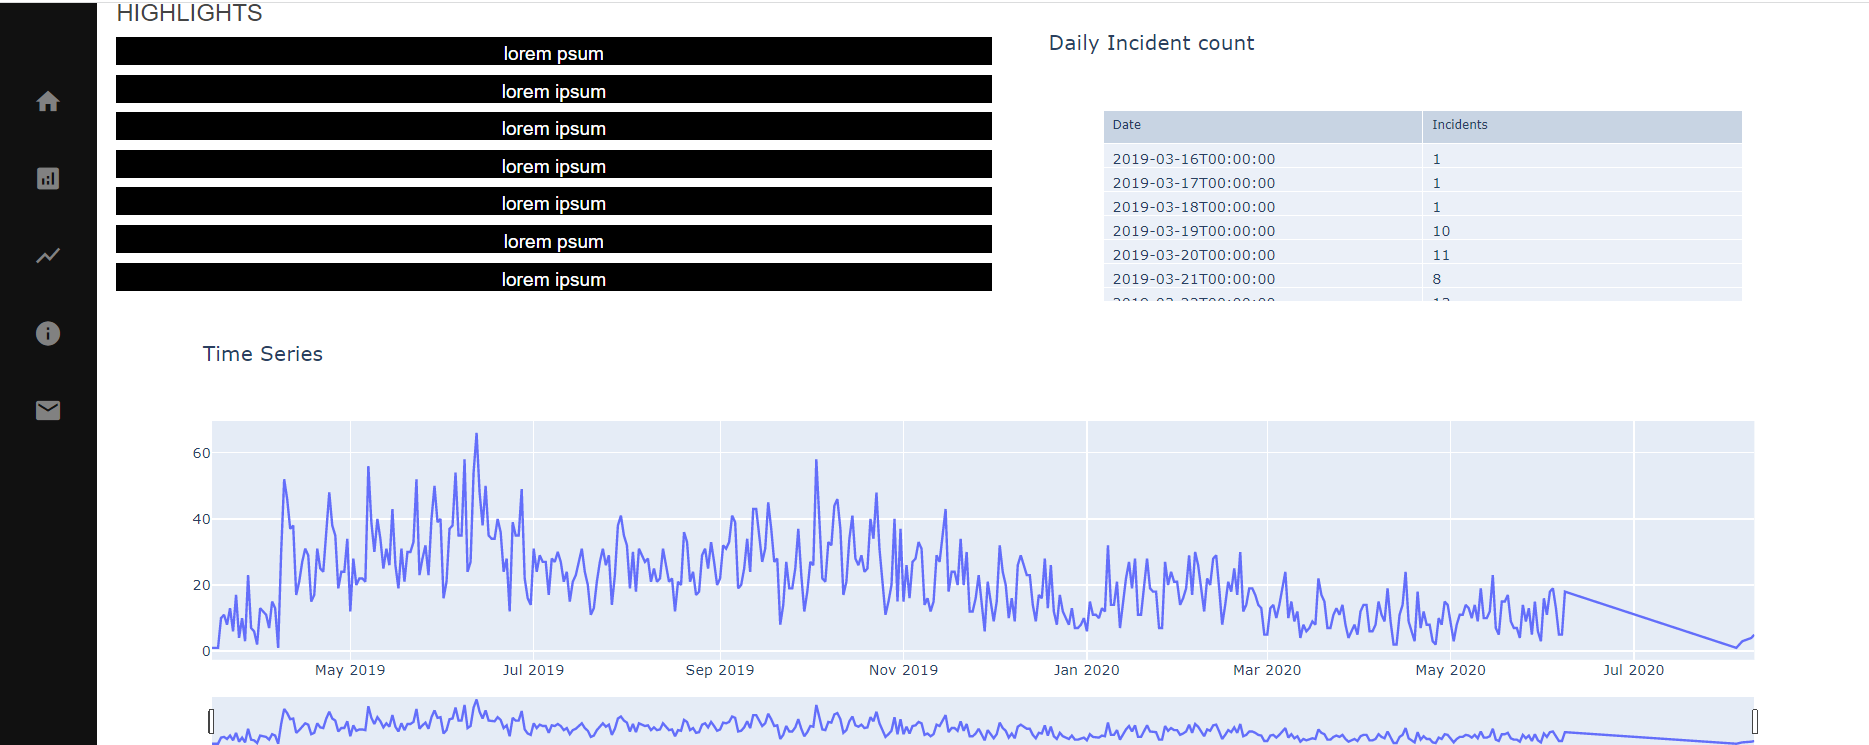 HIGHLIGHTS
lorem psum
lorem ipsum
lorem ipsum
lorem ipsum
lorem ipsum
lorem psum
lorem ipsum
Daily Incident count
Date Incidents
2019-03-16T00:00:00 1
2019-03-17T00:00:00 1
2019-03-18T00:00:00 1
2019-03-19T00:00:00 10
2019-03-20T00:00:00 11
2019-03-21T00:00:00 8
Time Series
60
40
20
0
May 2019 Jul 2019 Sep 2019 Nov 2019 Jan 2020 Mar 2020 May 2020 Jul 2020